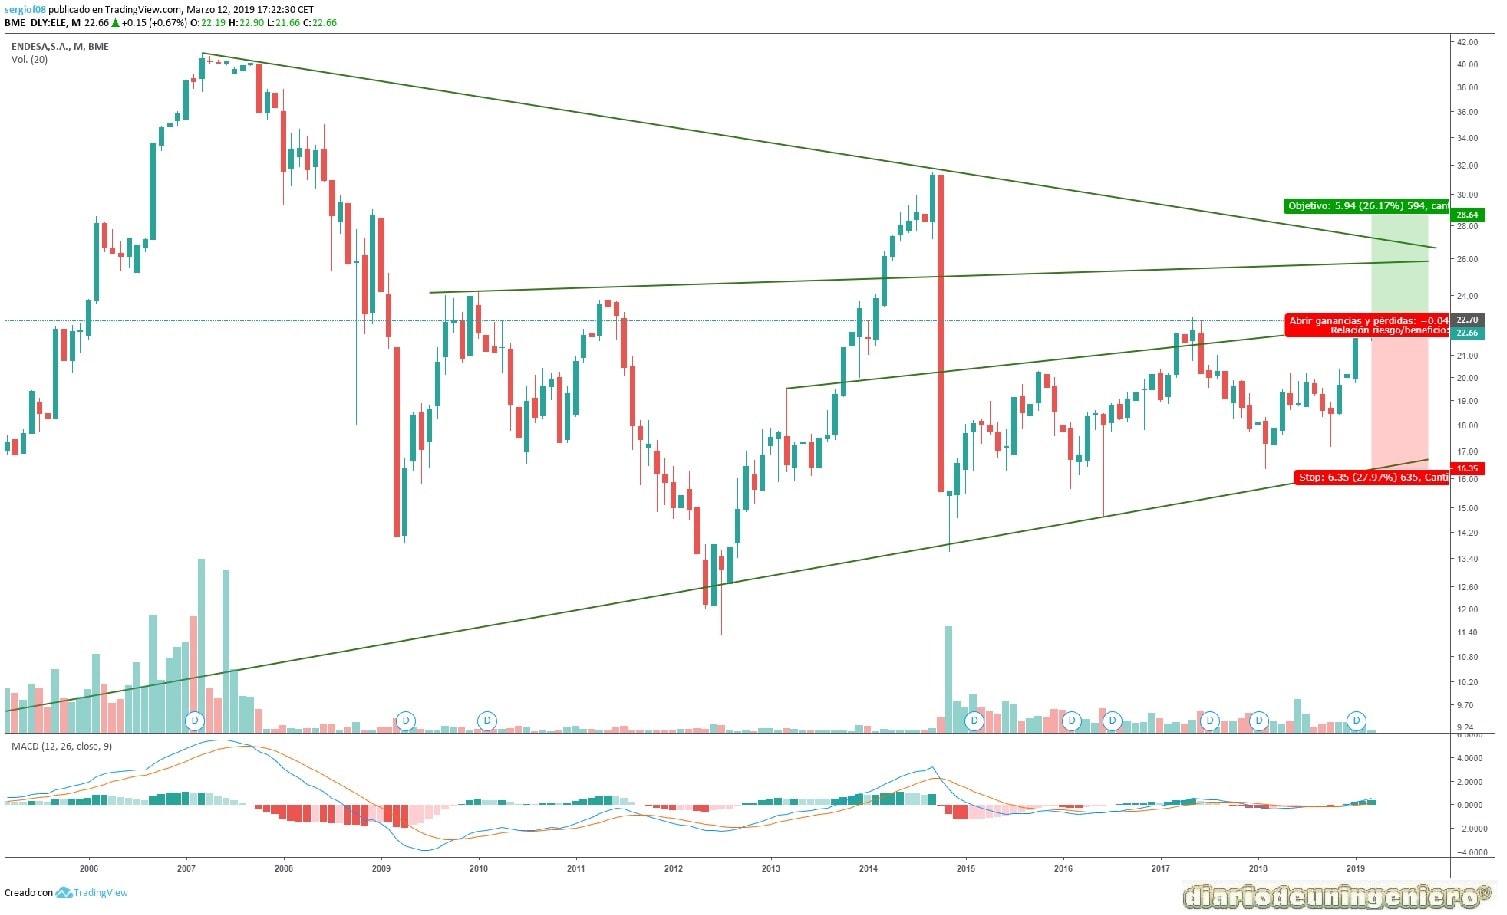 sergiof08 publicado en TradingView.com, Marzo 12, 2019 17:22:30 CET
BME_DLY:ELE, M 22.66 ▲ +0.15 (+0.67%) O: 22.19 H: 22.90 L: 21.66 C: 22.66
ENDESA,S.A., M, BME
Vol. (20)
42.00
40.00
38.00
36.00
34.00
32.00
30.00
Objetivo: 5.94 (26.17%) 594, cant
28.64
28.00
26.00
24.00
Abrir ganancias y pérdidas: −0.04
22.70
Relación riesgo/beneficio:
22.66
21.00
20.00
19.00
18.00
17.00
16.35
Stop: 6.35 (27.97%) 635, Canti
16.00
15.00
14.20
13.40
12.60
12.00
11.40
10.80
10.20
9.70
D D D D D D D D D
9.24
6.0000
MACD (12, 26, close, 9)
4.0000
2.0000
0.0000
−2.0000
−4.0000
2006 2007 2008 2009 2010 2011 2012 2013 2014 2015 2016 2017 2018 2019
Creado con TradingView
diariodeuningeniero®